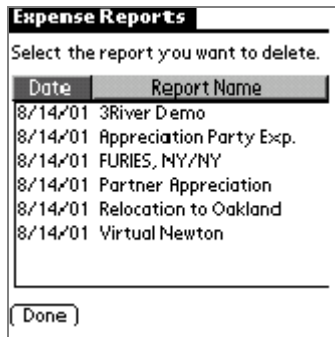 Expense Reports
Select the report you want to delete.
Date Report Name
8/14/01 3River Demo
8/14/01 Appreciation Party Exp.
8/14/01 FURIES, NY/NY
8/14/01 Partner Appreciation
8/14/01 Relocation to Oakland
8/14/01 Virtual Newton
Done